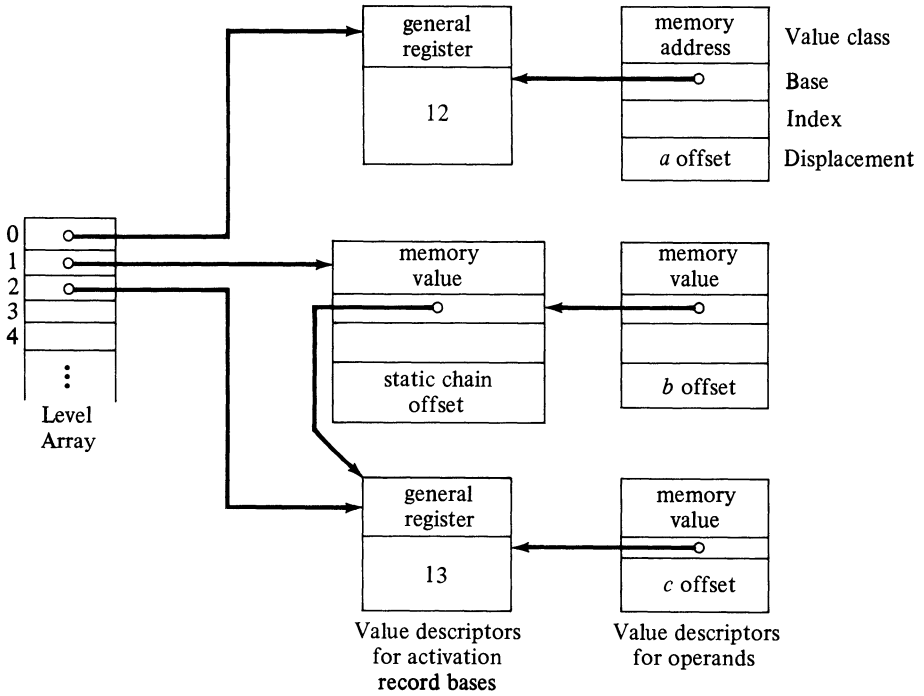 general
register
12
memory
address
a offset
Value class
Base
Index
Displacement
0
1
2
3
4
Level
Array
memory
value
static chain
offset
memory
value
b offset
general
register
13
memory
value
c offset
Value descriptors
for activation
record bases
Value descriptors
for operands